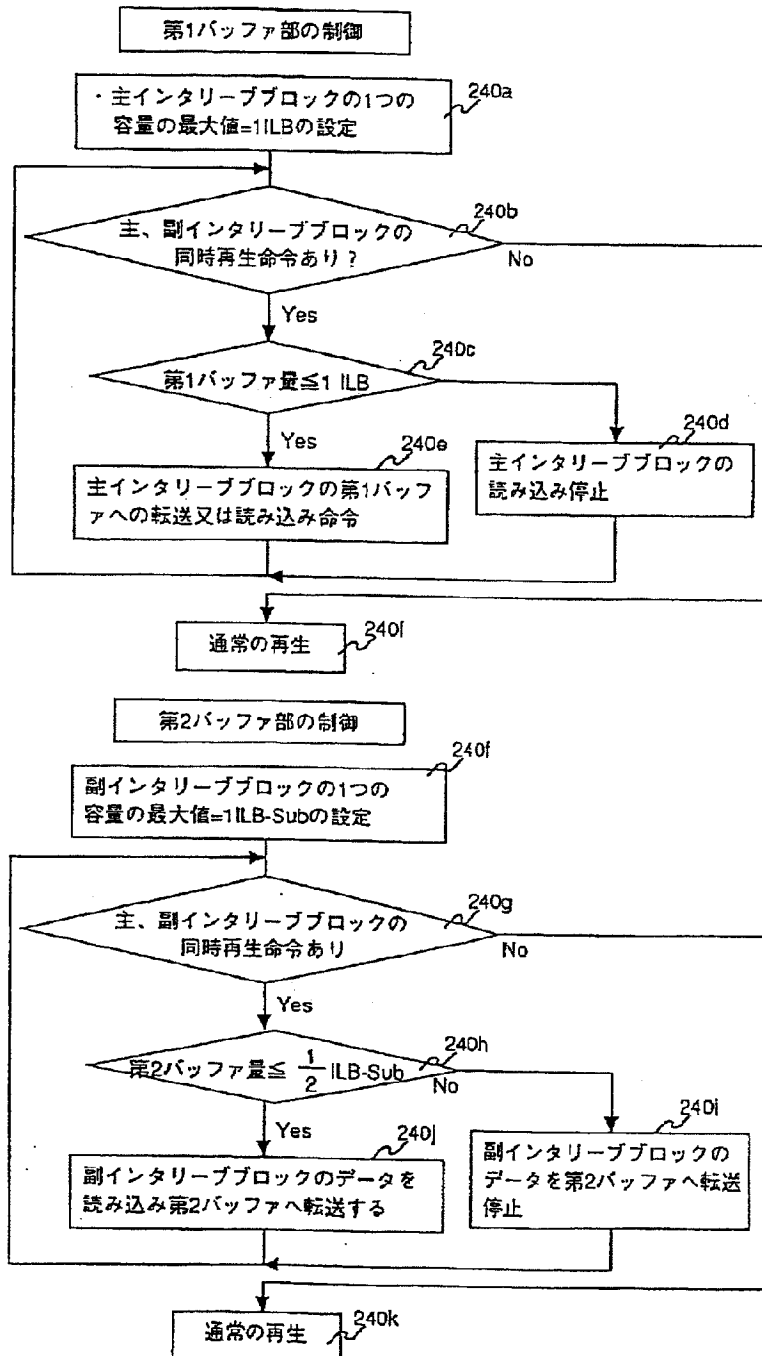 第1バッファ部の制御
・主インタリーブブロックの1つの
容量の最大値=1ILBの設定
240a
主、副インタリーブブロックの
同時再生命令あり?
240b
No
Yes
240c
第1バッファ量≦1 ILB
Yes
240e
240d
主インタリーブブロックの第1バッフ
ァへの転送又は読み込み命令
主インタリーブブロックの
読み込み停止
通常の再生
240l
第2バッファ部の制御
240f
副インタリーブブロックの1つの
容量の最大値=1ILB-Subの設定
主、副インタリーブブロックの
同時再生命令あり
240g
No
Yes
第2バッファ量≦ 1/2 ILB-Sub
240h
No
Yes
240j
240i
副インタリーブブロックのデータを
読み込み第2バッファへ転送する
副インタリーブブロックの
データを第2バッファへ転送
停止
通常の再生
240k